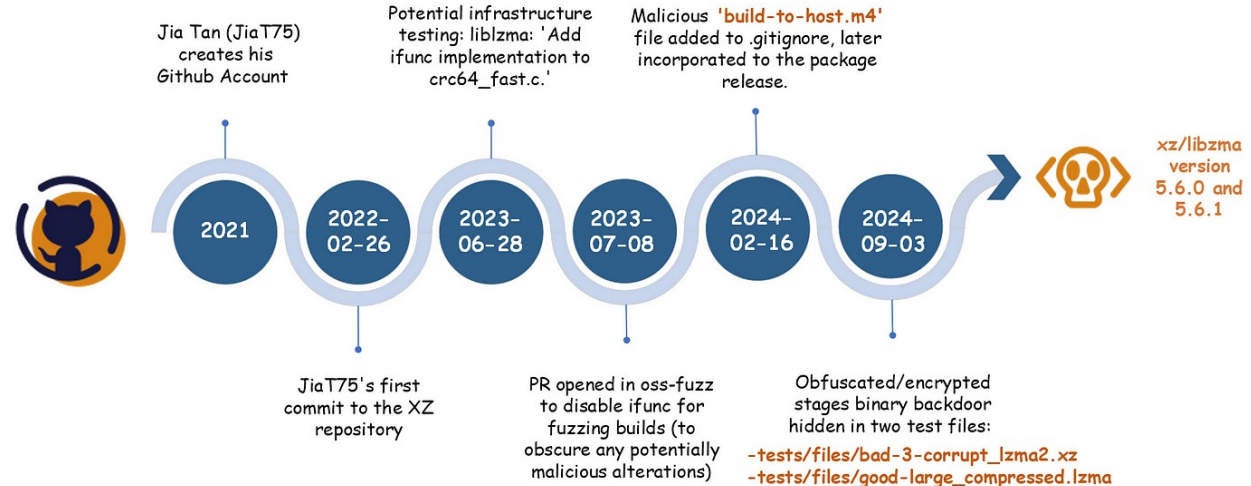 Jia Tan (JiaT75)
creates his
Github Account
Potential infrastructure
testing: liblzma: 'Add
ifunc implementation to
crc64_fast.c.'
Malicious 'build-to-host.m4'
file added to .gitignore, later
incorporated to the package
release.
2021
2022-
02-26
2023-
06-28
2023-
07-08
2024-
02-16
2024-
09-03
xz/libzma
version
5.6.0 and
5.6.1
JiaT75's first
commit to the XZ
repository
PR opened in oss-fuzz
to disable ifunc for
fuzzing builds (to
obscure any potentially
malicious alterations)
Obfuscated/encrypted
stages binary backdoor
hidden in two test files:
-tests/files/bad-3-corrupt_lzma2.xz
-tests/files/good-large_compressed.lzma